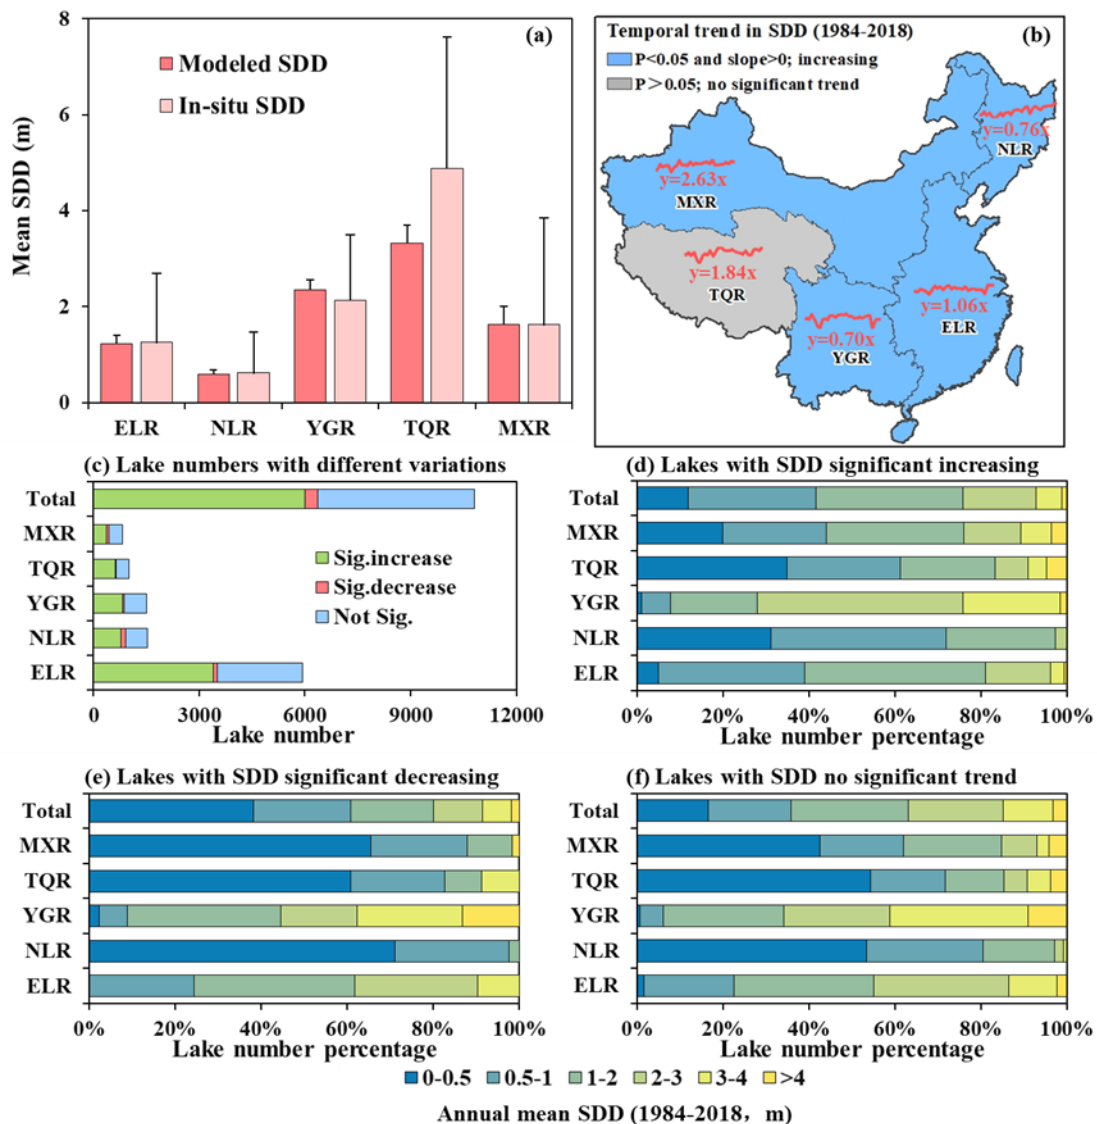 (a)
Modeled SDD
In-situ SDD
Mean SDD (m)
8
6
4
2
0
ELR NLR YGR TQR MXR
Temporal trend in SDD (1984-2018) (b)
P<0.05 and slope>0; increasing
P>0.05; no significant trend
y=0.76x
NLR
y=2.63x
MXR
y=1.84x
TQR
y=1.06x
ELR
y=0.70x
YGR
(c) Lake numbers with different variations
Total
MXR
TQR
YGR
NLR
ELR
Sig.increase
Sig.decrease
Not Sig.
0 3000 6000 9000 12000
Lake number
(d) Lakes with SDD significant increasing
Total
MXR
TQR
YGR
NLR
ELR
0% 20% 40% 60% 80% 100%
Lake number percentage
(e) Lakes with SDD significant decreasing
Total
MXR
TQR
YGR
NLR
ELR
0% 20% 40% 60% 80% 100%
Lake number percentage
(f) Lakes with SDD no significant trend
Total
MXR
TQR
YGR
NLR
ELR
0% 20% 40% 60% 80% 100%
Lake number percentage
0-0.5 0.5-1 1-2 2-3 3-4 >4
Annual mean SDD (1984-2018, m)